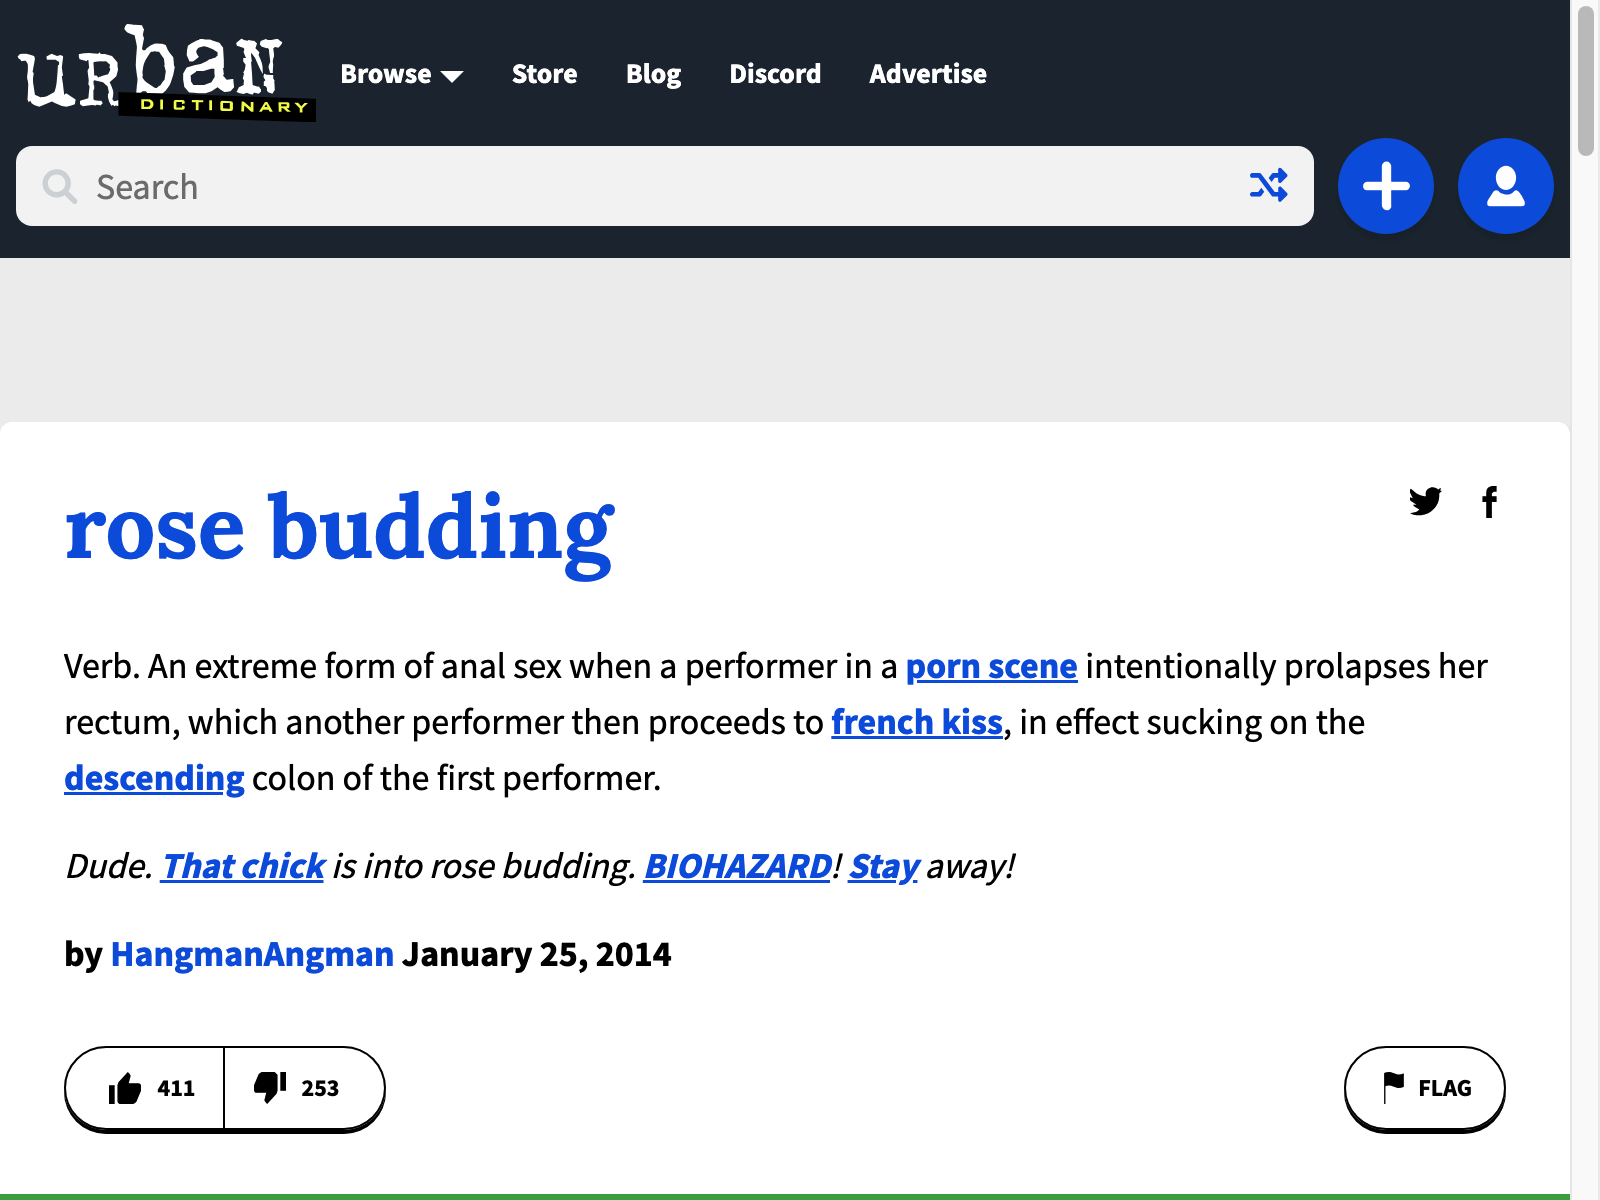 urban
DICTIONARY
Browse
Store
Blog
Discord
Advertise
Search
rose budding
Verb. An extreme form of anal sex when a performer in a porn scene intentionally prolapses her
rectum, which another performer then proceeds to french kiss, in effect sucking on the
descending colon of the first performer.
Dude. That chick is into rose budding. BIOHAZARD! Stay away!
by HangmanAngman January 25, 2014
411
253
FLAG